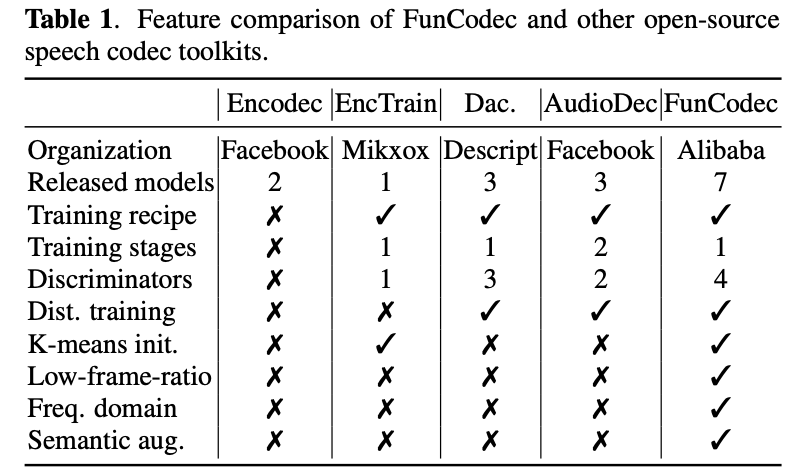 Table 1. Feature comparison of FunCodec and other open-source
speech codec toolkits.
Encodec EncTrain Dac. AudioDec FunCodec
Organization Facebook Mikxox Descript Facebook Alibaba
Released models 2 1 3 3 7
Training recipe ✗ ✓ ✓ ✓ ✓
Training stages ✗ 1 1 2 1
Discriminators ✗ 1 3 2 4
Dist. training ✗ ✗ ✓ ✓ ✓
K-means init. ✗ ✓ ✗ ✗ ✓
Low-frame-ratio ✗ ✗ ✗ ✗ ✓
Freq. domain ✗ ✗ ✗ ✗ ✓
Semantic aug. ✗ ✗ ✗ ✗ ✓